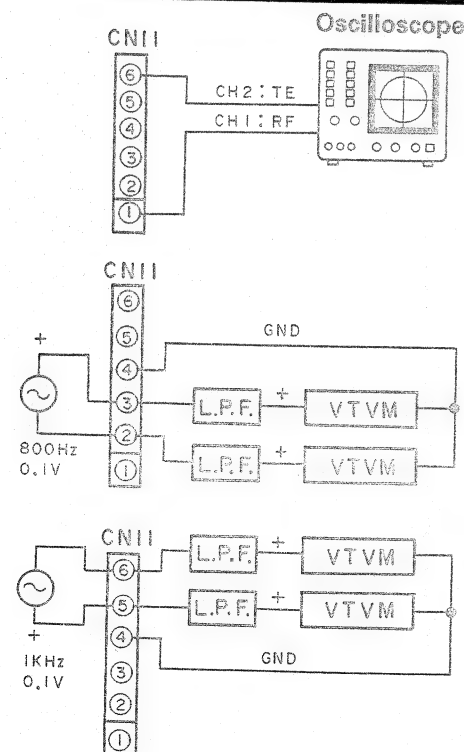 Oscilloscope
CN11
6
5
4
3
2
1
CH2:TE
CH1:RF
CN11
6
5
4
3
2
1
+
800Hz
0.1V
GND
L.P.F. + VTVM
L.P.F. + VTVM
CN11
6
5
4
3
2
1
+
1KHz
0.1V
L.P.F. + VTVM
L.P.F. + VTVM
GND